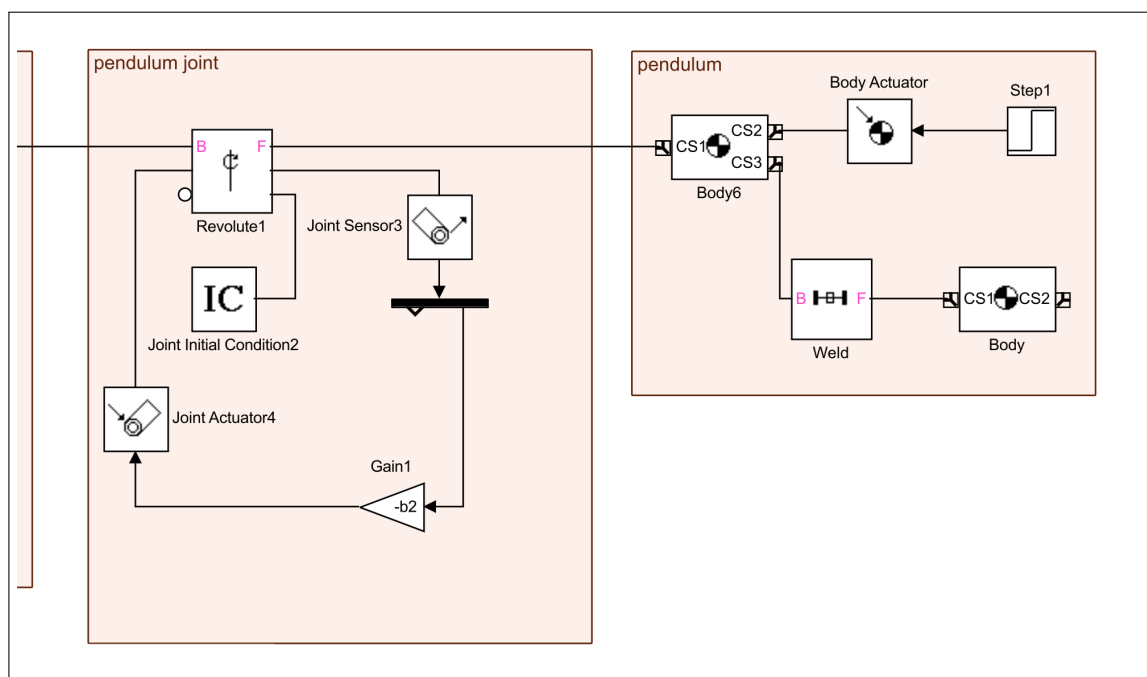 pendulum joint
B F
Revolute1
Joint Sensor3
IC
Joint Initial Condition2
Joint Actuator4
Gain1
-b2
pendulum
Body Actuator
Step1
CS1
CS2
CS3
Body6
B F
Weld
CS1 CS2
Body